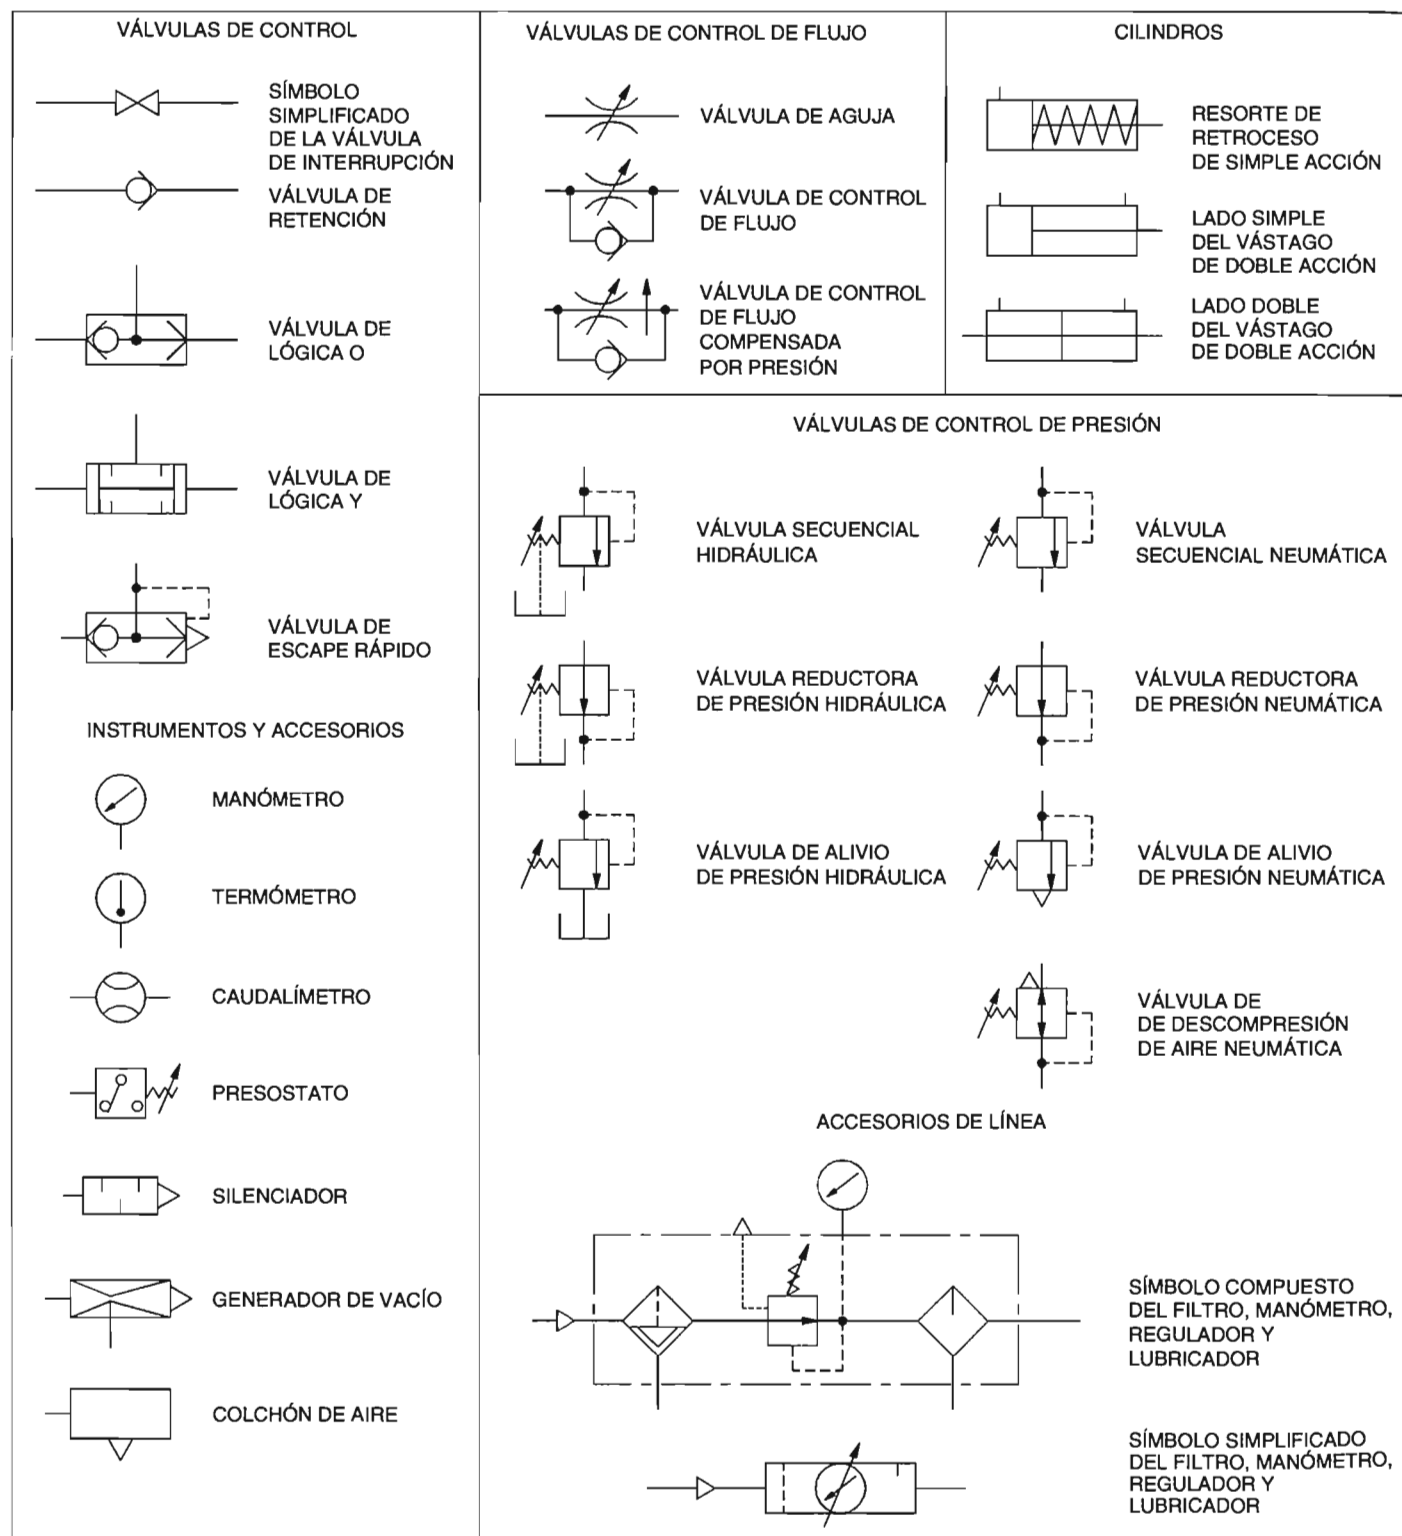 VÁLVULAS DE CONTROL
SÍMBOLO
SIMPLIFICADO
DE LA VÁLVULA
DE INTERRUPCIÓN
VÁLVULA DE
RETENCIÓN
VÁLVULA DE
LÓGICA O
VÁLVULA DE
LÓGICA Y
VÁLVULA DE
ESCAPE RÁPIDO
INSTRUMENTOS Y ACCESORIOS
MANÓMETRO
TERMÓMETRO
CAUDALÍMETRO
PRESOSTATO
SILENCIADOR
GENERADOR DE VACÍO
COLCHÓN DE AIRE
VÁLVULAS DE CONTROL DE FLUJO
VÁLVULA DE AGUJA
VÁLVULA DE CONTROL
DE FLUJO
VÁLVULA DE CONTROL
DE FLUJO
COMPENSADA
POR PRESIÓN
CILINDROS
RESORTE DE
RETROCESO
DE SIMPLE ACCIÓN
LADO SIMPLE
DEL VÁSTAGO
DE DOBLE ACCIÓN
LADO DOBLE
DEL VÁSTAGO
DE DOBLE ACCIÓN
VÁLVULAS DE CONTROL DE PRESIÓN
VÁLVULA SECUENCIAL
HIDRÁULICA
VÁLVULA
SECUENCIAL NEUMÁTICA
VÁLVULA REDUCTORA
DE PRESIÓN HIDRÁULICA
VÁLVULA REDUCTORA
DE PRESIÓN NEUMÁTICA
VÁLVULA DE ALIVIO
DE PRESIÓN HIDRÁULICA
VÁLVULA DE ALIVIO
DE PRESIÓN NEUMÁTICA
VÁLVULA DE
DE DESCOMPRESIÓN
DE AIRE NEUMÁTICA
ACCESORIOS DE LÍNEA
SÍMBOLO COMPUESTO
DEL FILTRO, MANÓMETRO,
REGULADOR Y
LUBRICADOR
SÍMBOLO SIMPLIFICADO
DEL FILTRO, MANÓMETRO,
REGULADOR Y
LUBRICADOR